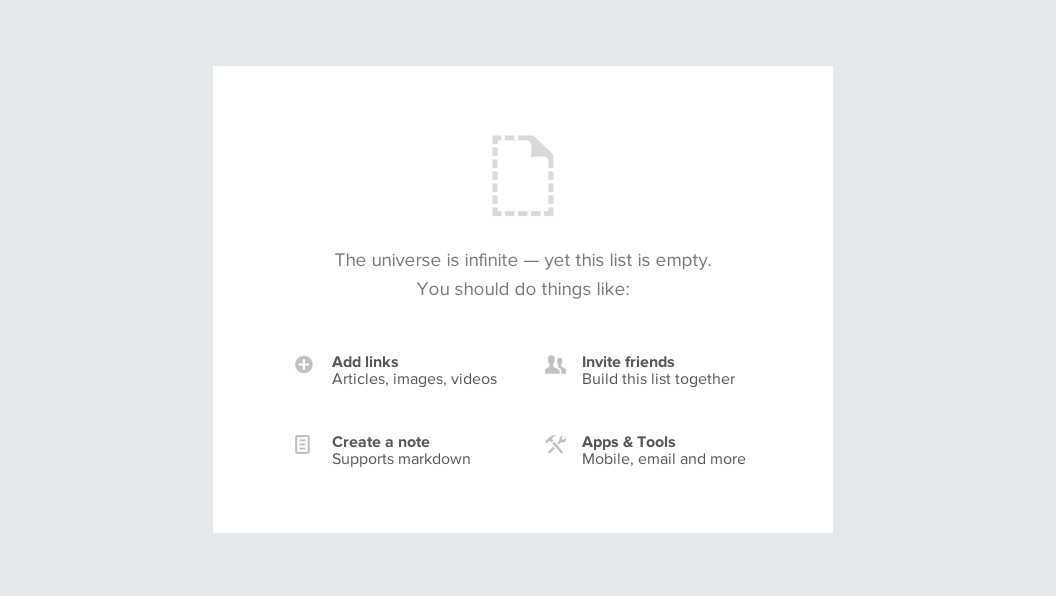 The universe is infinite — yet this list is empty.
You should do things like:
Add links
Articles, images, videos
Invite friends
Build this list together
Create a note
Supports markdown
Apps & Tools
Mobile, email and more